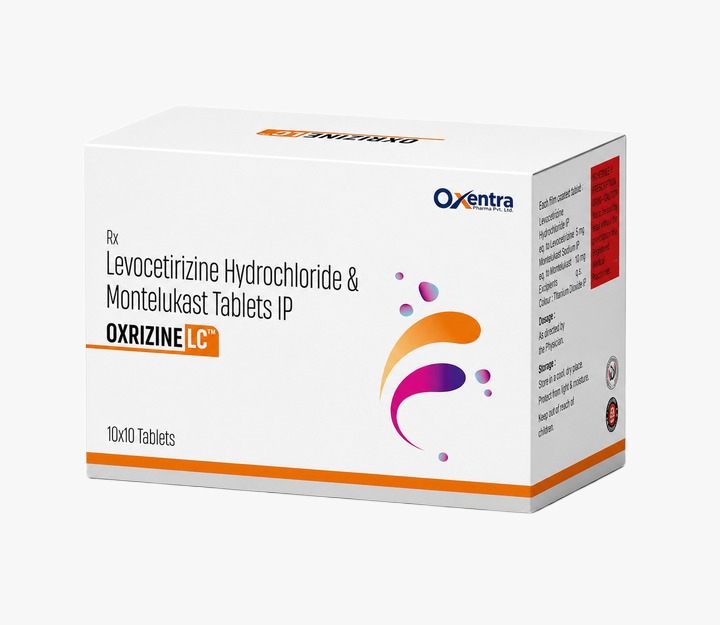 OXRIZINE LC
Oxentra
Pharma Pvt. Ltd.
Rx
Levocetirizine Hydrochloride &
Montelukast Tablets IP
OXRIZINE LC™
10x10 Tablets
Each film coated tablet :
Levocetirizine
Hydrochloride IP
eq. to Levocetirizine 5 mg
Montelukast Sodium IP
eq. to Montelukast 10 mg
Excipients q.s.
Colour : Titanium Dioxide IP
Dosage :
As directed by
the Physician.
Storage :
Store in a cool, dry place.
Protect from light & moisture.
Keep out of reach of
children.